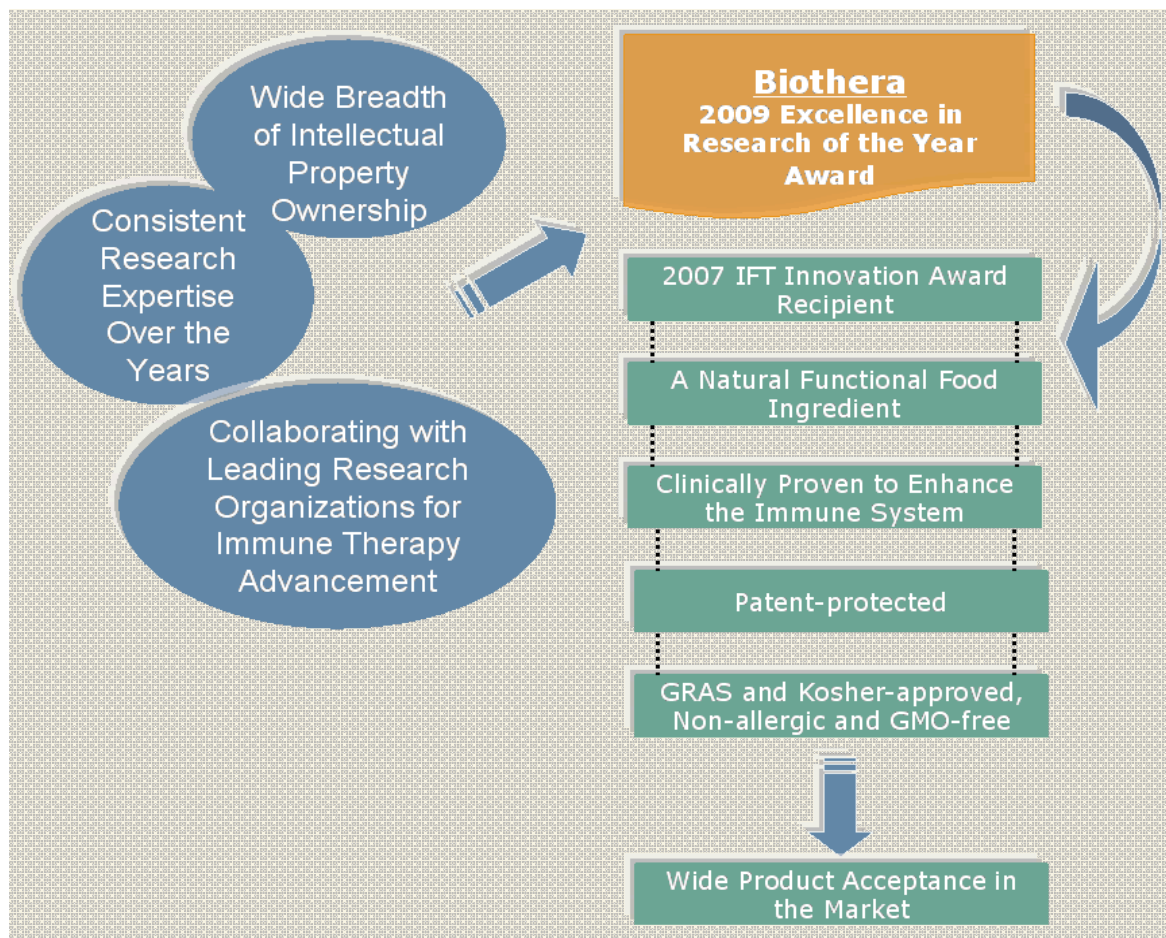 Wide Breadth
of Intellectual
Property
Ownership
Consistent
Research
Expertise
Over the
Years
Collaborating with
Leading Research
Organizations for
Immune Therapy
Advancement
Biothera
2009 Excellence in
Research of the Year
Award
2007 IFT Innovation Award
Recipient
A Natural Functional Food
Ingredient
Clinically Proven to Enhance
the Immune System
Patent-protected
GRAS and Kosher-approved,
Non-allergic and GMO-free
Wide Product Acceptance in
the Market